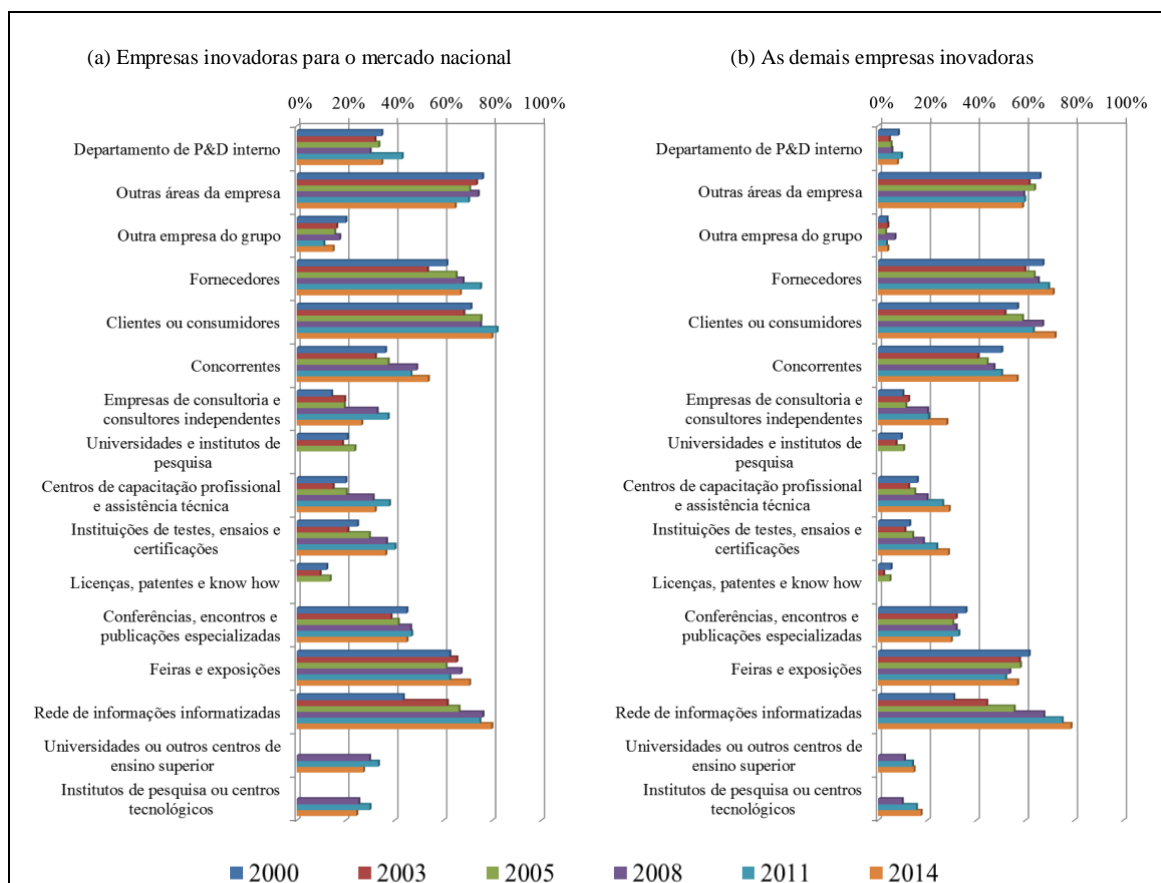 (a) Empresas inovadoras para o mercado nacional
0% 20% 40% 60% 80% 100%
Departamento de P&D interno
Outras áreas da empresa
Outra empresa do grupo
Fornecedores
Clientes ou consumidores
Concorrentes
Empresas de consultoria e
consultores independentes
Universidades e institutos de
pesquisa
Centros de capacitação profissional
e assistência técnica
Instituições de testes, ensaios e
certificações
Licenças, patentes e know how
Conferências, encontros e
publicações especializadas
Feiras e exposições
Rede de informações informatizadas
Universidades ou outros centros de
ensino superior
Institutos de pesquisa ou centros
tecnológicos
(b) As demais empresas inovadoras
0% 20% 40% 60% 80% 100%
Departamento de P&D interno
Outras áreas da empresa
Outra empresa do grupo
Fornecedores
Clientes ou consumidores
Concorrentes
Empresas de consultoria e
consultores independentes
Universidades e institutos de
pesquisa
Centros de capacitação profissional
e assistência técnica
Instituições de testes, ensaios e
certificações
Licenças, patentes e know how
Conferências, encontros e
publicações especializadas
Feiras e exposições
Rede de informações informatizadas
Universidades ou outros centros de
ensino superior
Institutos de pesquisa ou centros
tecnológicos
2000 2003 2005 2008 2011 2014